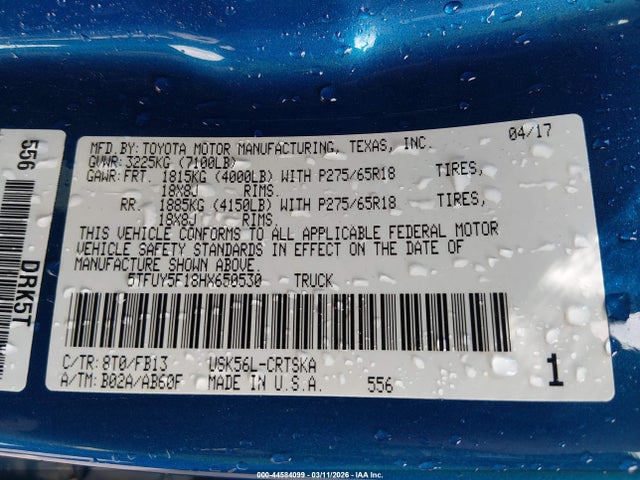 MFD.BY: TOYOTA MOTOR MANUFACTURING, TEXAS, INC. 04/17
GVWR: 3225KG (7100LB)
GAWR: FRT. 1815KG (4000LB) WITH P275/65R18 TIRES,
18X8J RIMS.
RR. 1885KG (4150LB) WITH P275/65R18 TIRES,
18X8J RIMS.
THIS VEHICLE CONFORMS TO ALL APPLICABLE FEDERAL MOTOR
VEHICLE SAFETY STANDARDS IN EFFECT ON THE DATE OF
MANUFACTURE SHOWN ABOVE.
5TFUY5F18HX650530 TRUCK
C/TR: 8T0/FB13 USK56L-CRTSKA
A/TM: B02A/AB60F MADE IN U.S.A. 556 1
556
DRK5T
000-44584099 - 03/11/2026 - IAA Inc.